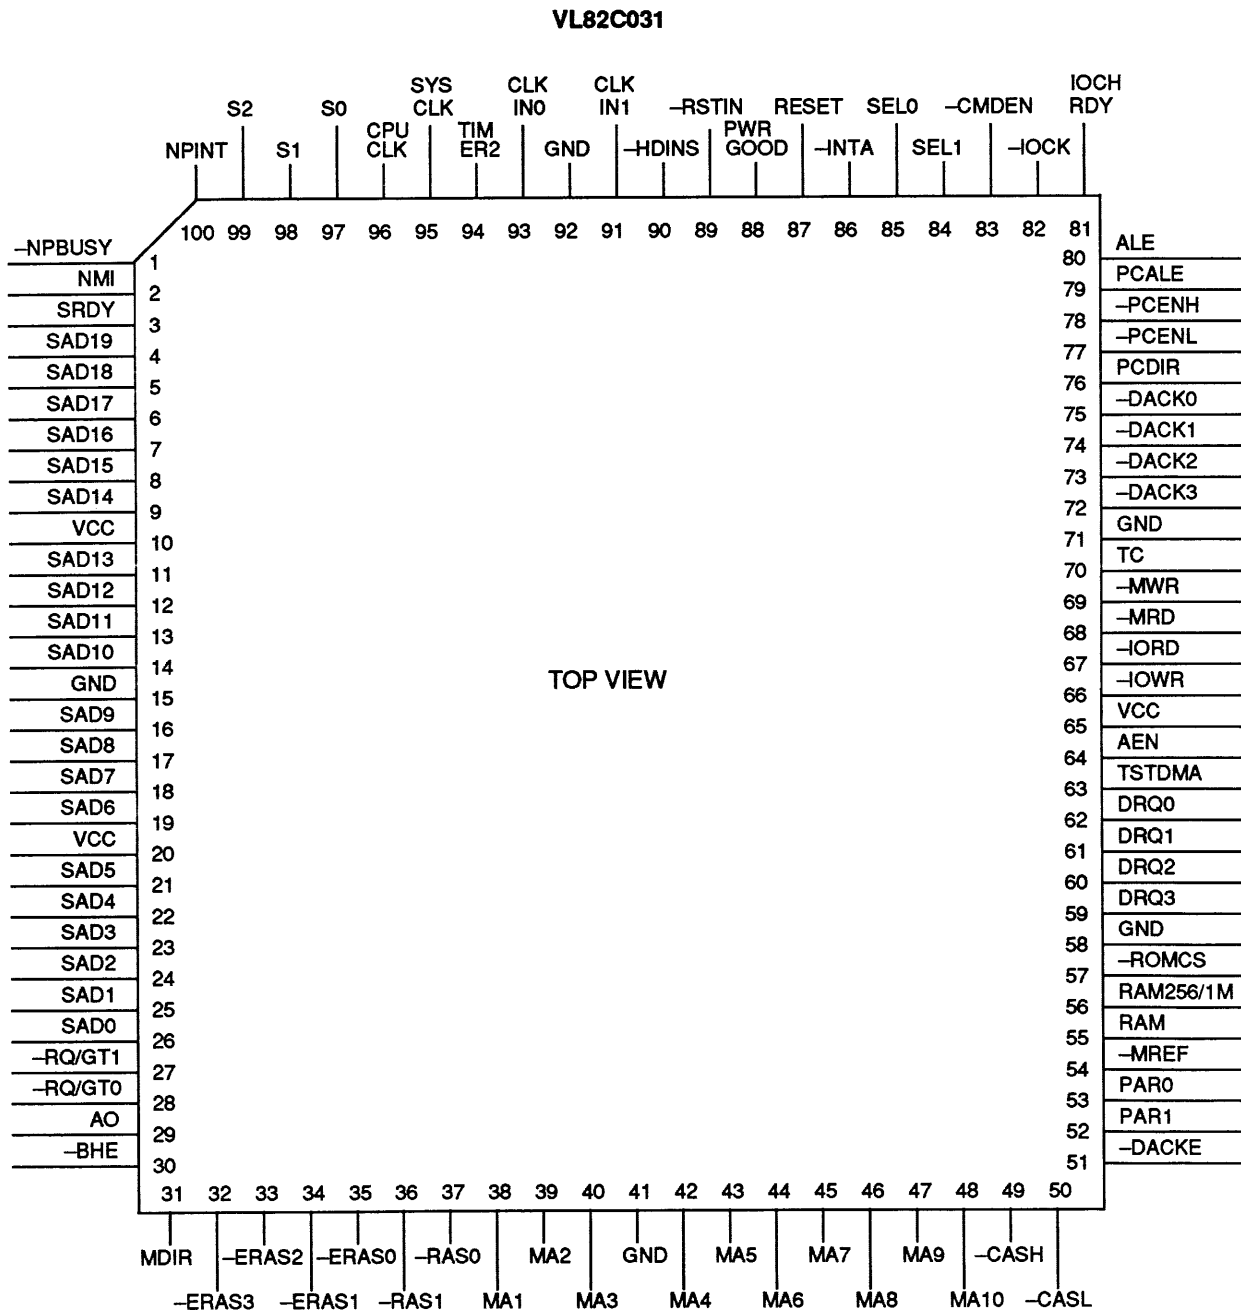 VL82C031
SYS CLK IOCH
S2 S0 CLK IN0 IN1 –RSTIN RESET SEL0 –CMDEN RDY
CPU TIM PWR
NPINT S1 CLK ER2 GND –HDINS GOOD –INTA SEL1 –IOCK
CLK
100 99 98 97 96 95 94 93 92 91 90 89 88 87 86 85 84 83 82 81
–NPBUSY 1 80 ALE
NMI 2 79 PCALE
SRDY 3 78 –PCENH
SAD19 4 77 –PCENL
SAD18 5 76 PCDIR
SAD17 6 75 –DACK0
SAD16 7 74 –DACK1
SAD15 8 73 –DACK2
SAD14 9 72 –DACK3
VCC 10 71 GND
SAD13 11 70 TC
SAD12 12 69 –MWR
SAD11 13 68 –MRD
SAD10 14 67 –IORD
GND 15 66 –IOWR
SAD9 16 65 VCC
SAD8 17 64 AEN
SAD7 18 63 TSTDMA
SAD6 19 62 DRQ0
VCC 20 61 DRQ1
SAD5 21 60 DRQ2
SAD4 22 59 DRQ3
SAD3 23 58 GND
SAD2 24 57 –ROMCS
SAD1 25 56 RAM256/1M
SAD0 26 55 RAM
–RQ/GT1 27 54 –MREF
–RQ/GT0 28 53 PAR0
AO 29 52 PAR1
–BHE 30 51 –DACKE
TOP VIEW
31 32 33 34 35 36 37 38 39 40 41 42 43 44 45 46 47 48 49 50
MDIR –ERAS2 –ERAS0 –RAS0 MA2 GND MA5 MA7 MA9 –CASH
–ERAS3 –ERAS1 –RAS1 MA1 MA3 MA4 MA6 MA8 MA10 –CASL